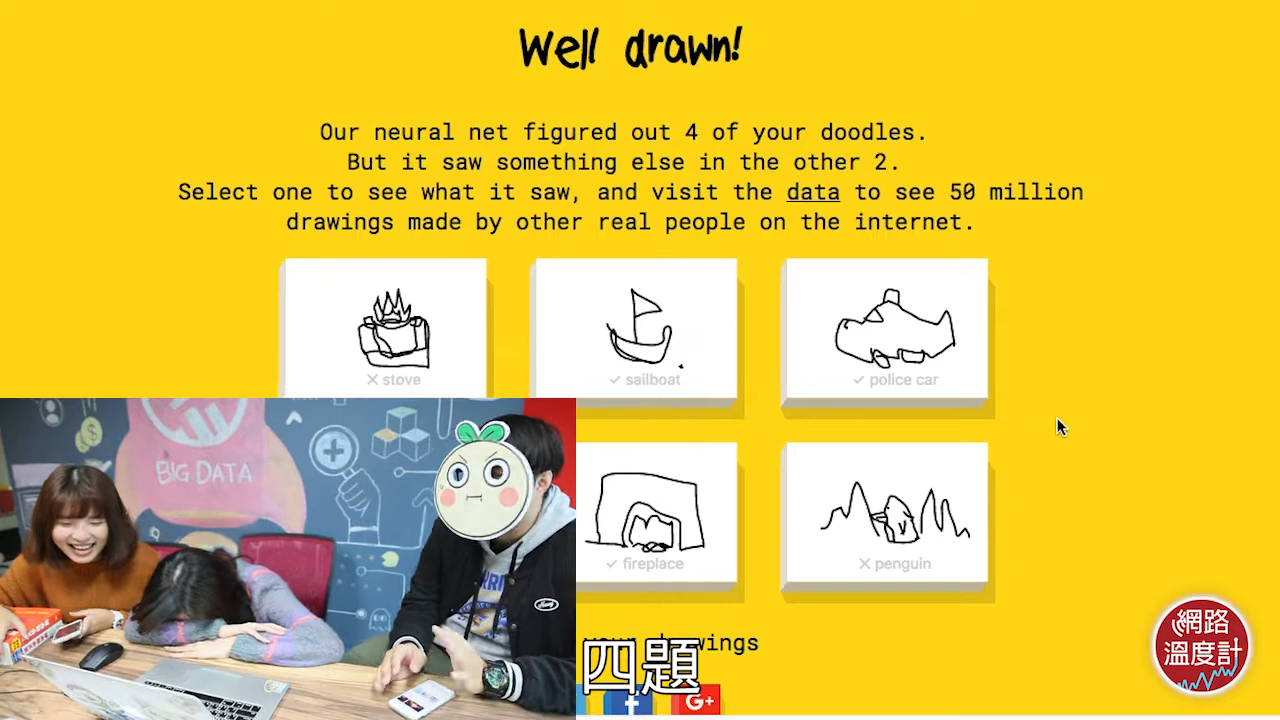 Well drawn!
Our neural net figured out 4 of your doodles.
But it saw something else in the other 2.
Select one to see what it saw, and visit the data to see 50 million
drawings made by other real people on the internet.
✕ stove
✓ sailboat
✓ police car
✓ fireplace
✕ penguin
BIG DATA
drawings
四題
G+
網路
溫度計